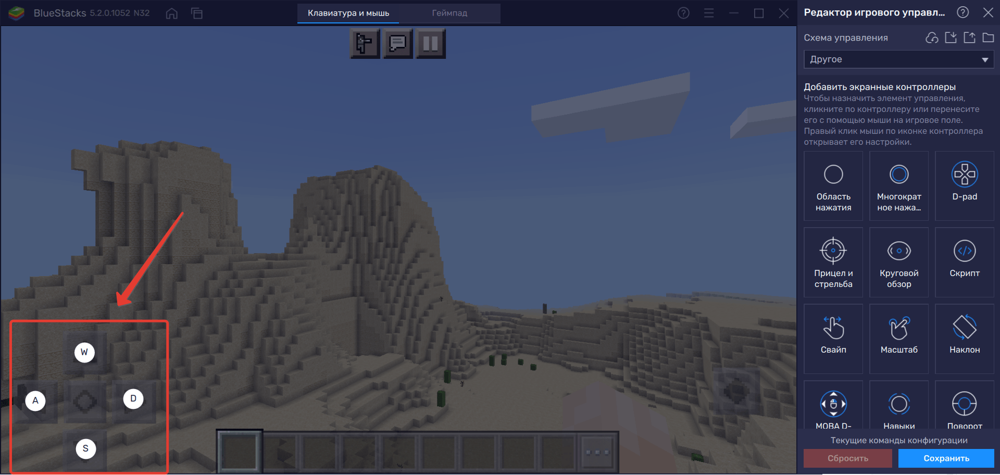 BlueStacks 5.2.0.1052 N32
Клавиатура и мышь
Геймпад
Редактор игрового управл...
Схема управления
Другое
Добавить экранные контроллеры
Чтобы назначить элемент управления,
кликните по контроллеру или перенесите
его с помощью мыши на игровое поле.
Правый клик мыши по иконке контроллера
открывает его настройки.
Область
нажатия
Многократ
ное нажа...
D-pad
Прицел и
стрельба
Круговой
обзор
Скрипт
Свайп
Масштаб
Наклон
MOBA D-
Навыки
Поворот
Текущие команды конфигурации
Сбросить
Сохранить
W
A
D
S